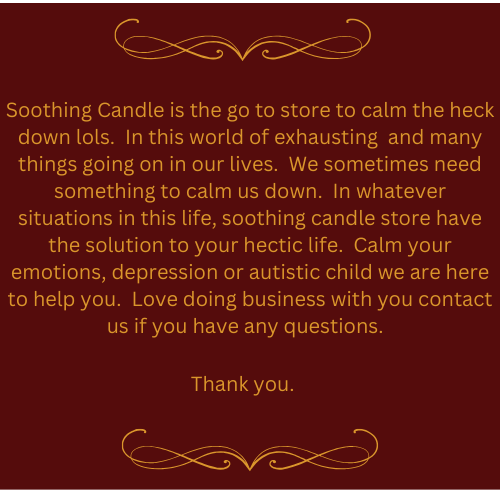 Soothing Candle is the go to store to calm the heck
down lols.  In this world of exhausting  and many
things going on in our lives.  We sometimes need
something to calm us down.  In whatever
situations in this life, soothing candle store have
the solution to your hectic life.  Calm your
emotions, depression or autistic child we are here
to help you.  Love doing business with you contact
us if you have any questions.
Thank you.